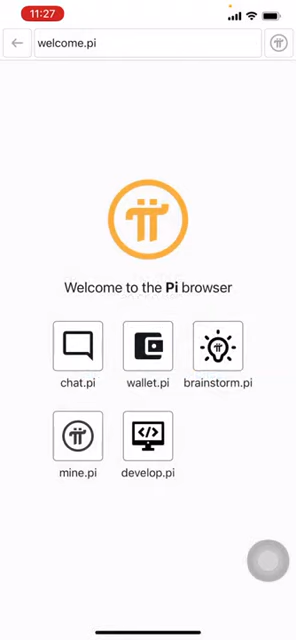 11:27
welcome.pi
Welcome to the Pi browser
chat.pi
wallet.pi
brainstorm.pi
mine.pi
develop.pi